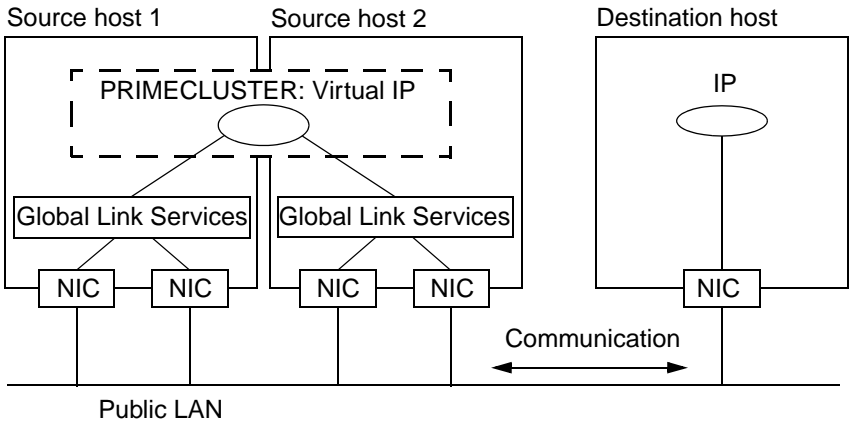 Source host 1
Source host 2
Destination host
PRIMECLUSTER: Virtual IP
IP
Global Link Services
Global Link Services
NIC
NIC
NIC
NIC
NIC
Communication
Public LAN